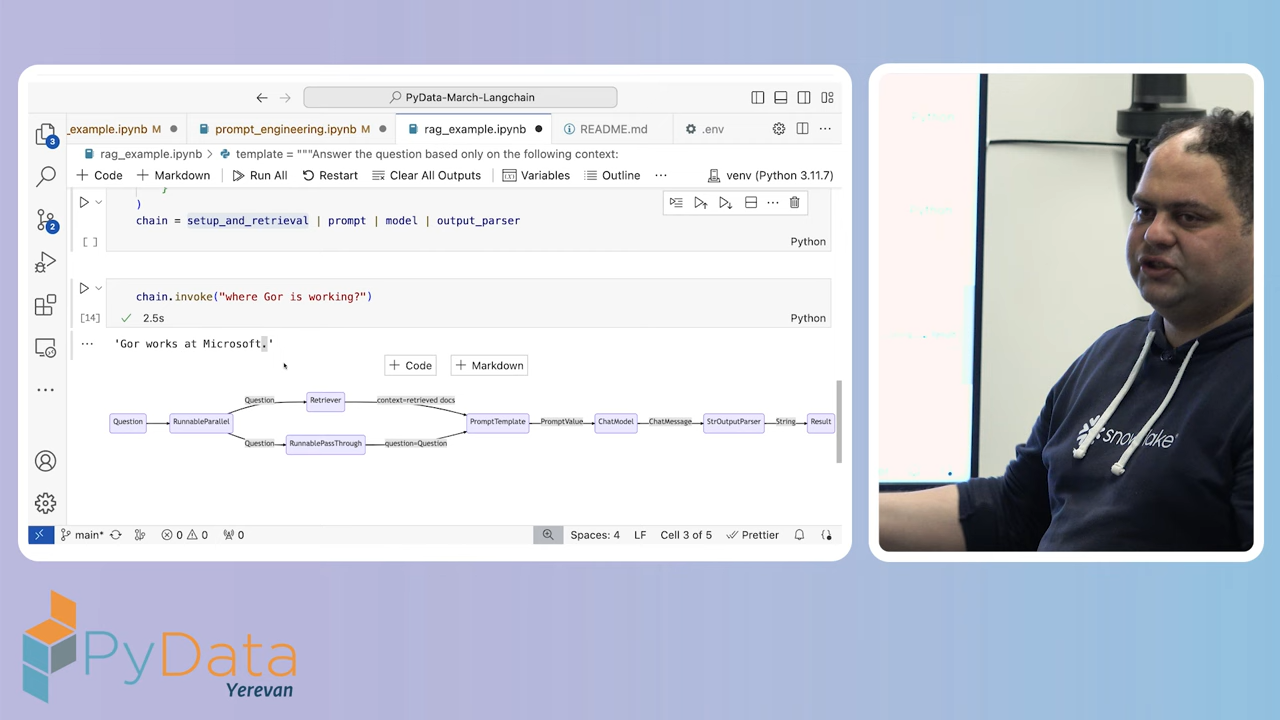 PyData-March-Langchain
_example.ipynb M
prompt_engineering.ipynb M
rag_example.ipynb
README.md
.env
rag_example.ipynb > template = """Answer the question based only on the following context:
Code
Markdown
Run All
Restart
Clear All Outputs
Variables
Outline
venv (Python 3.11.7)
}
)
chain = setup_and_retrieval | prompt | model | output_parser
[ ]
Python
chain.invoke("where Gor is working?")
[14]
2.5s
Python
'Gor works at Microsoft.'
Code
Markdown
Question
Retriever
context=retrieved docs
Question
RunnableParallel
PromptTemplate
PromptValue
ChatModel
ChatMessage
StrOutputParser
String
Result
Question
RunnablePassThrough
question=Question
3
2
main*
0
0
0
Spaces: 4
LF
Cell 3 of 5
Prettier
snowflake
PyData
Yerevan